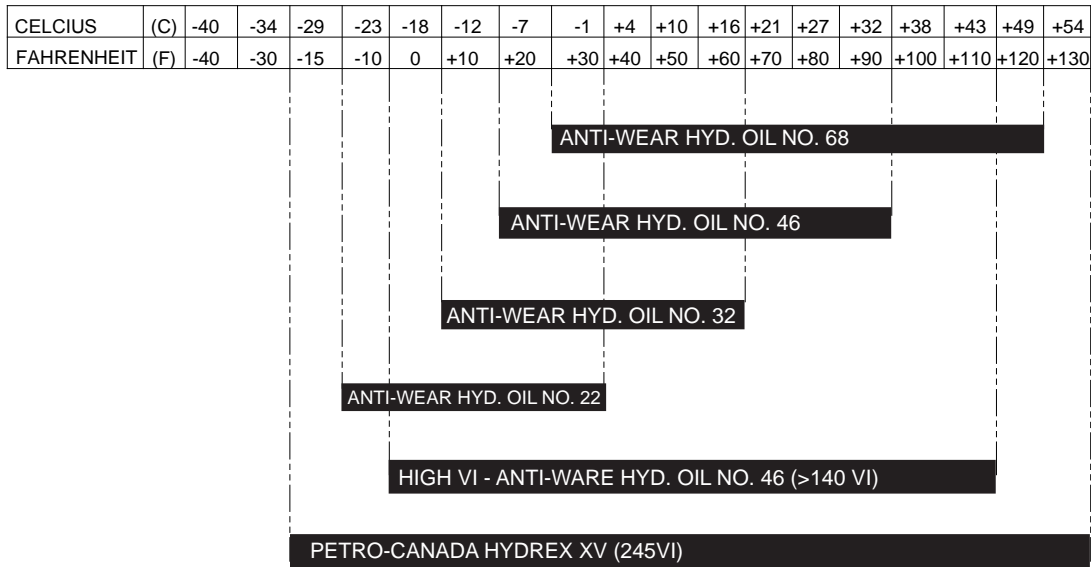 CELCIUS (C) -40 -34 -29 -23 -18 -12 -7 -1 +4 +10 +16 +21 +27 +32 +38 +43 +49 +54
FAHRENHEIT (F) -40 -30 -15 -10 0 +10 +20 +30 +40 +50 +60 +70 +80 +90 +100 +110 +120 +130
ANTI-WEAR HYD. OIL NO. 68
ANTI-WEAR HYD. OIL NO. 46
ANTI-WEAR HYD. OIL NO. 32
ANTI-WEAR HYD. OIL NO. 22
HIGH VI - ANTI-WARE HYD. OIL NO. 46 (>140 VI)
PETRO-CANADA HYDREX XV (245VI)